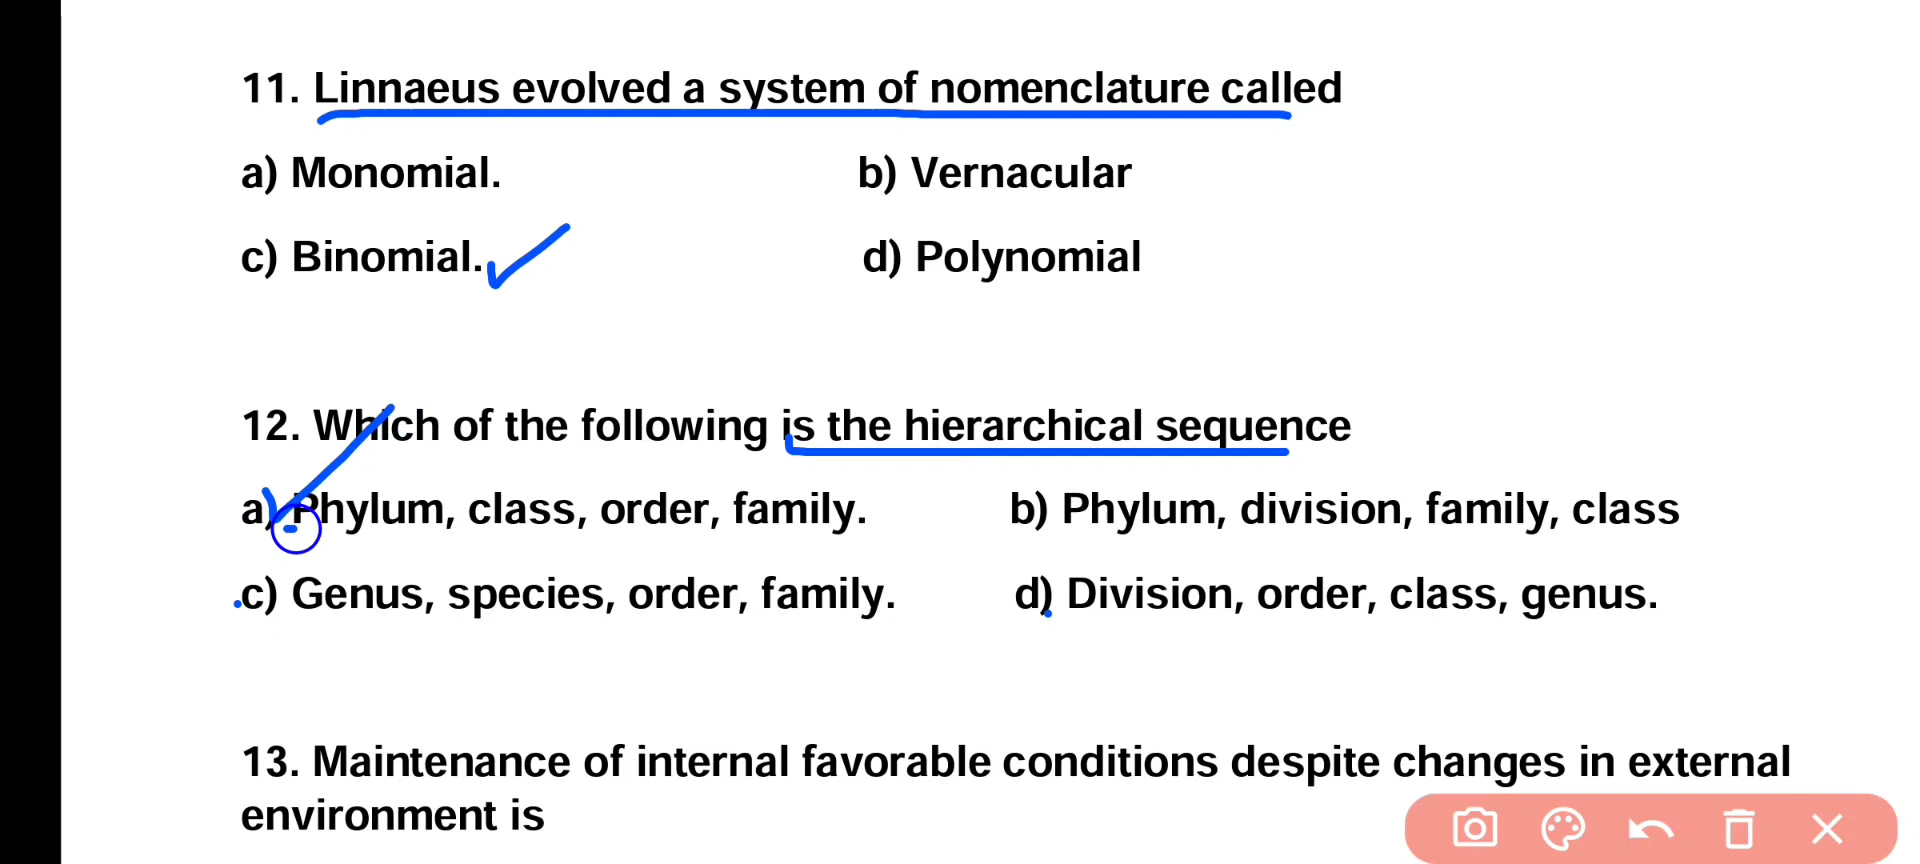 11. Linnaeus evolved a system of nomenclature called
a) Monomial. b) Vernacular
c) Binomial. d) Polynomial
12. Which of the following is the hierarchical sequence
a) Phylum, class, order, family. b) Phylum, division, family, class
c) Genus, species, order, family. d) Division, order, class, genus.
13. Maintenance of internal favorable conditions despite changes in external
environment is